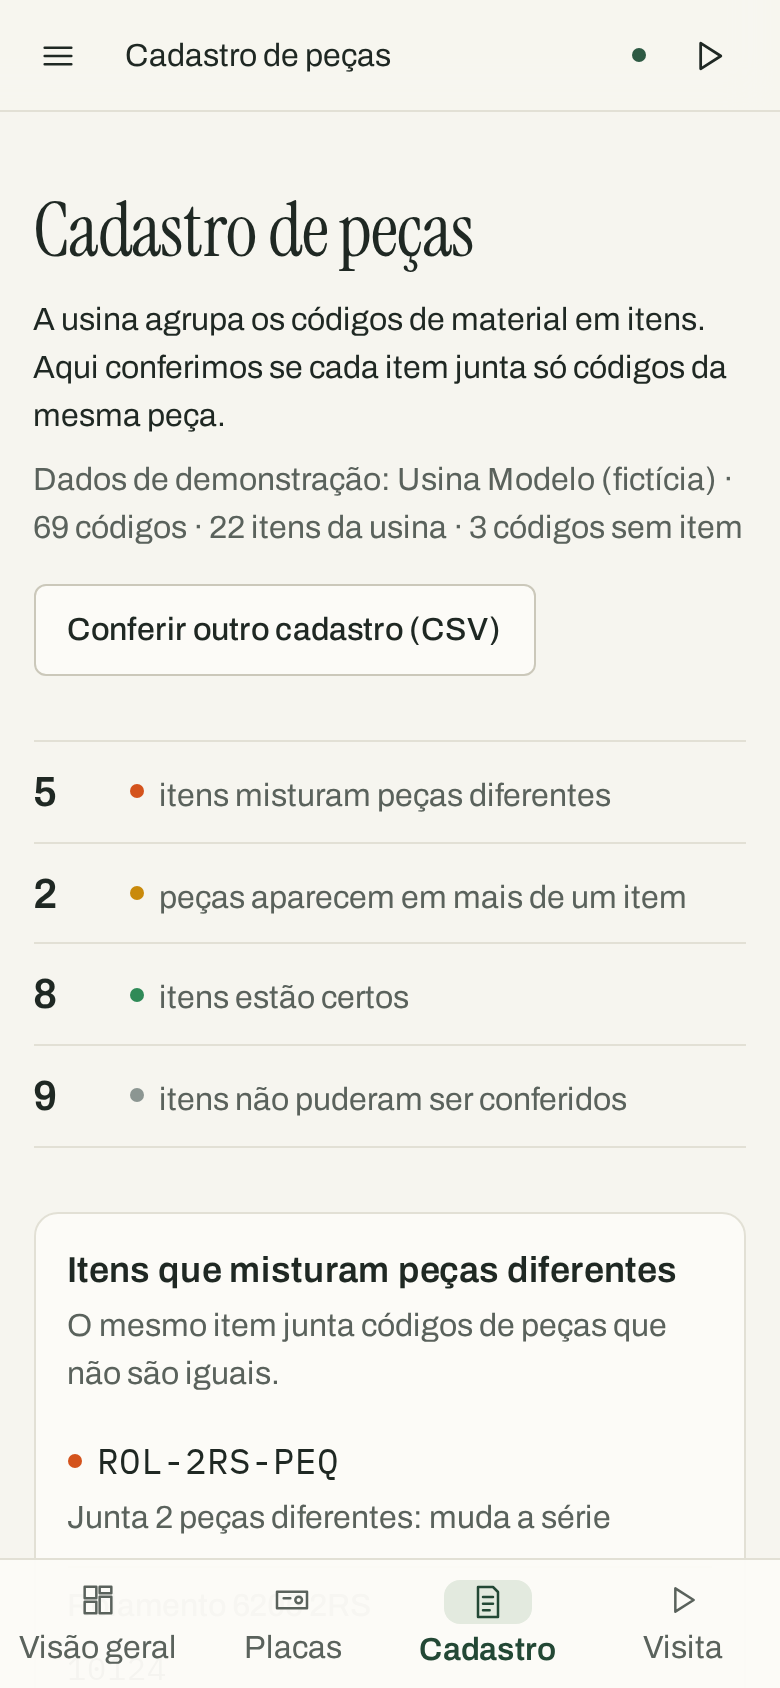 Cadastro de peças
Cadastro de peças
A usina agrupa os códigos de material em itens.
Aqui conferimos se cada item junta só códigos da
mesma peça.
Dados de demonstração: Usina Modelo (fictícia) ·
69 códigos · 22 itens da usina · 3 códigos sem item
Conferir outro cadastro (CSV)
5 itens misturam peças diferentes
2 peças aparecem em mais de um item
8 itens estão certos
9 itens não puderam ser conferidos
Itens que misturam peças diferentes
O mesmo item junta códigos de peças que
não são iguais.
ROL-2RS-PEQ
Junta 2 peças diferentes: muda a série
10124
Visão geral Placas Cadastro Visita